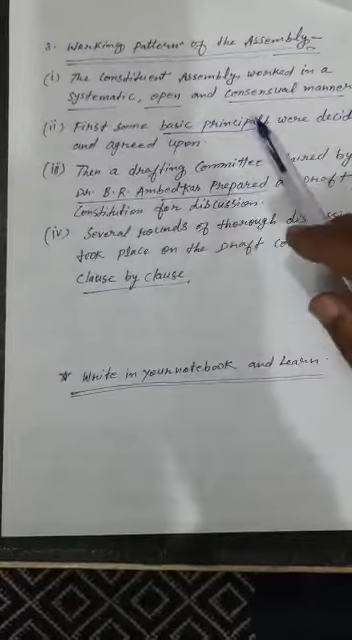 3. Working pattern of the Assembly:-
(i) The Constituent Assembly worked in a
systematic, open and consensual manner
(ii) First some basic principles were decid
and agreed upon.
(iii) Then a drafting Committee by
Dr. B. R. Ambedkar Prepared a Draft
Constitution for discussion.
(iv) Several rounds of thorough
took place on the Draft
clause by clause.
* Write in your notebook and Learn.